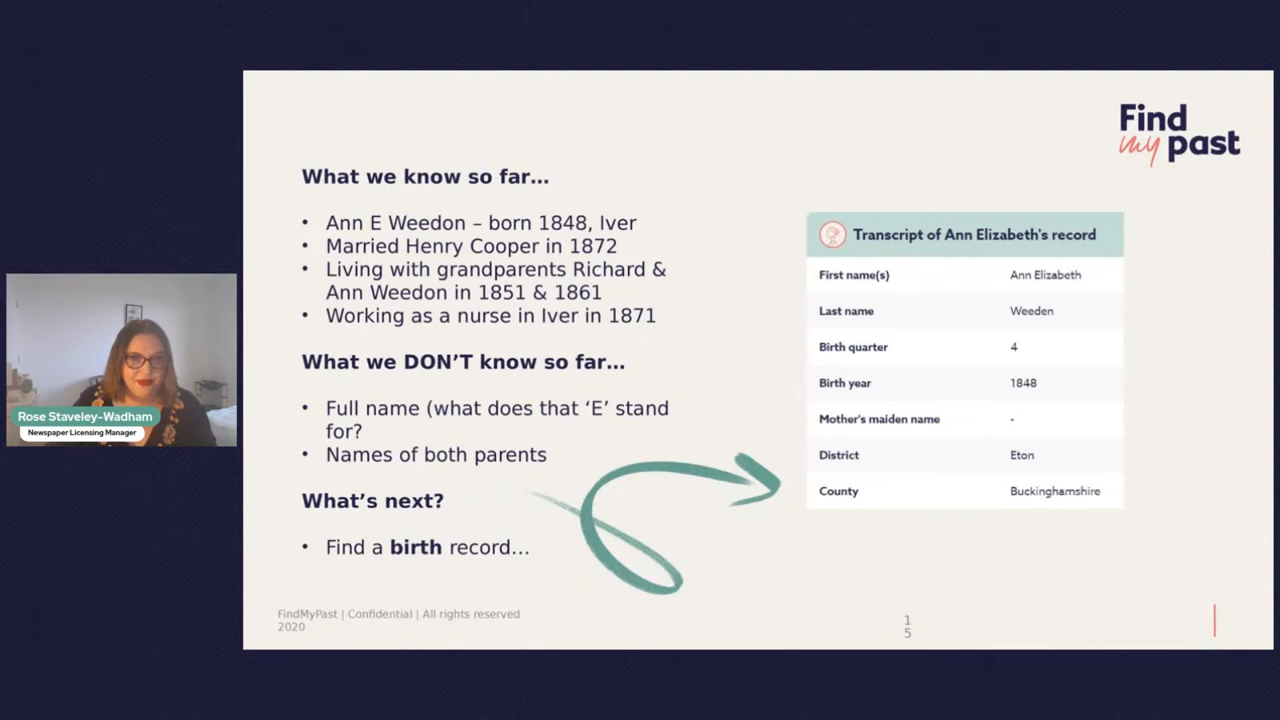 Find
my past
What we know so far…
• Ann E Weedon – born 1848, Iver
• Married Henry Cooper in 1872
• Living with grandparents Richard &
Ann Weedon in 1851 & 1861
• Working as a nurse in Iver in 1871
What we DON’T know so far…
• Full name (what does that ‘E’ stand
for?
• Names of both parents
What’s next?
• Find a birth record…
Transcript of Ann Elizabeth's record
First name(s) Ann Elizabeth
Last name Weeden
Birth quarter 4
Birth year 1848
Mother's maiden name -
District Eton
County Buckinghamshire
Rose Staveley-Wadham
Newspaper Licensing Manager
FindMyPast | Confidential | All rights reserved
2020
1
5